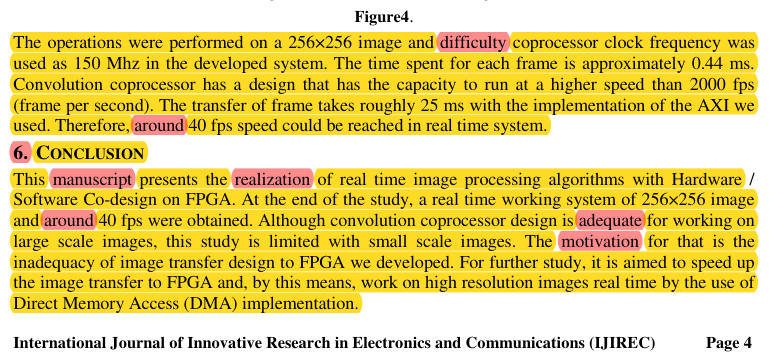 Figure4.
The operations were performed on a 256×256 image and difficulty coprocessor clock frequency was
used as 150 Mhz in the developed system. The time spent for each frame is approximately 0.44 ms.
Convolution coprocessor has a design that has the capacity to run at a higher speed than 2000 fps
(frame per second). The transfer of frame takes roughly 25 ms with the implementation of the AXI we
used. Therefore, around 40 fps speed could be reached in real time system.
6. CONCLUSION
This manuscript presents the realization of real time image processing algorithms with Hardware /
Software Co-design on FPGA. At the end of the study, a real time working system of 256×256 image
and around 40 fps were obtained. Although convolution coprocessor design is adequate for working on
large scale images, this study is limited with small scale images. The motivation for that is the
inadequacy of image transfer design to FPGA we developed. For further study, it is aimed to speed up
the image transfer to FPGA and, by this means, work on high resolution images real time by the use of
Direct Memory Access (DMA) implementation.
International Journal of Innovative Research in Electronics and Communications (IJIREC) Page 4